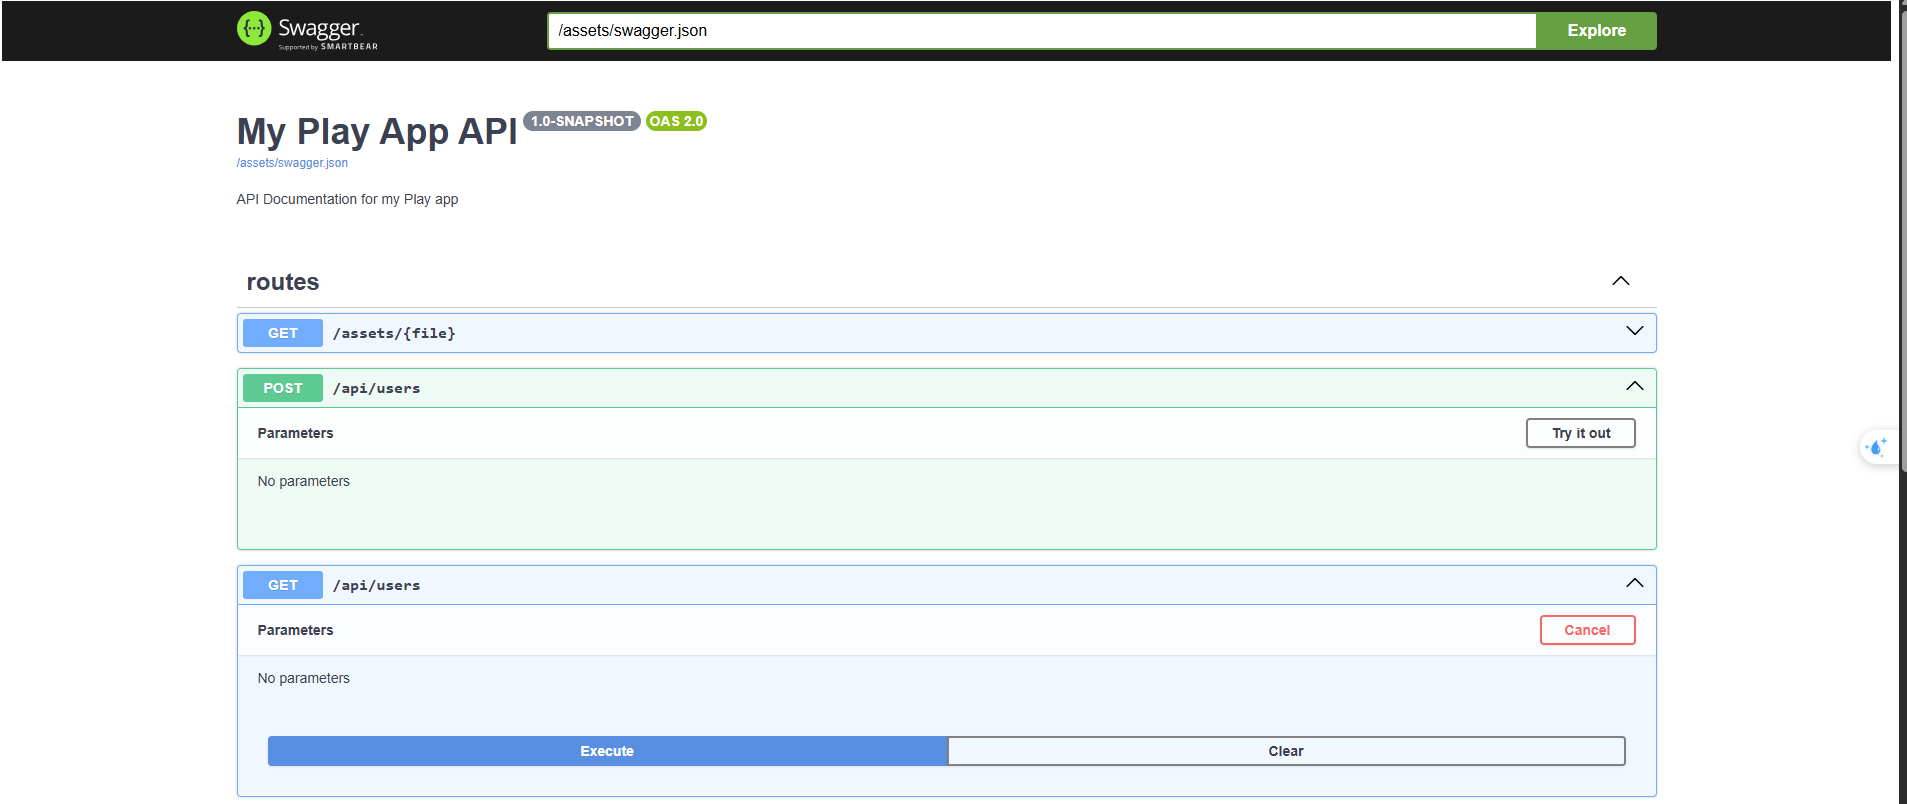 Swagger
Supported by SMARTBEAR
/assets/swagger.json
Explore
My Play App API 1.0-SNAPSHOT OAS 2.0
/assets/swagger.json
API Documentation for my Play app
routes
GET /assets/{file}
POST /api/users
Parameters Try it out
No parameters
GET /api/users
Parameters Cancel
No parameters
Execute Clear